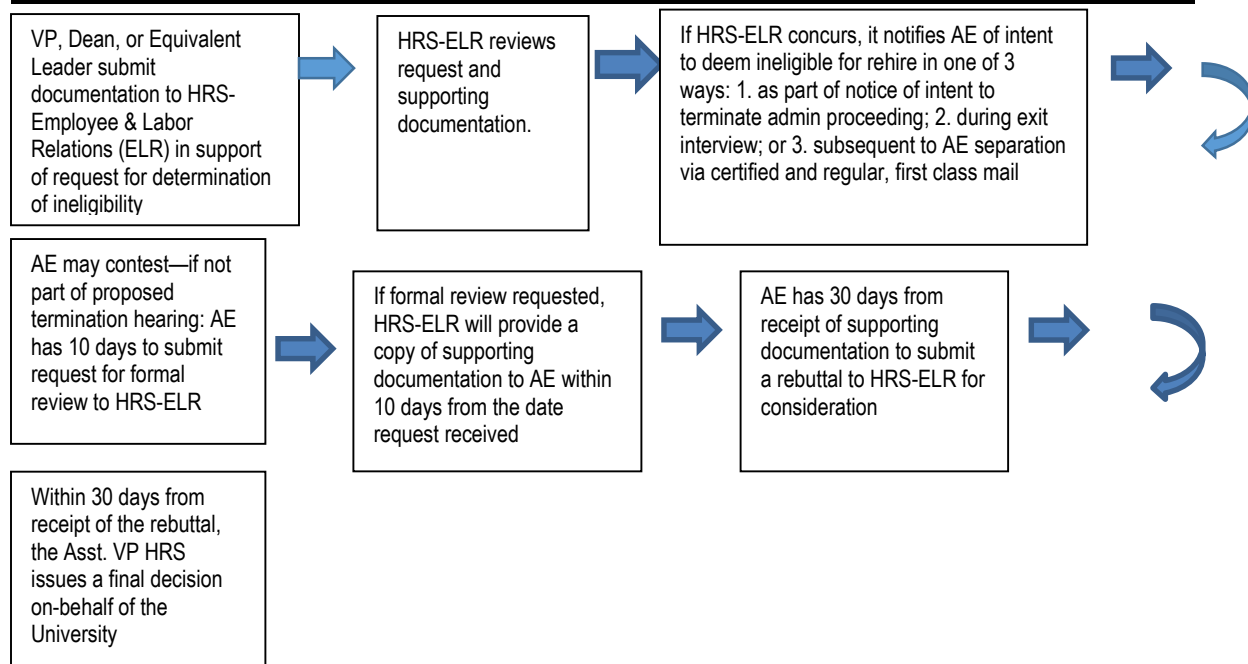 VP, Dean, or Equivalent
Leader submit
documentation to HRS-
Employee & Labor
Relations (ELR) in support
of request for determination
of ineligibility
HRS-ELR reviews
request and
supporting
documentation.
If HRS-ELR concurs, it notifies AE of intent
to deem ineligible for rehire in one of 3
ways: 1. as part of notice of intent to
terminate admin proceeding; 2. during exit
interview; or 3. subsequent to AE separation
via certified and regular, first class mail
AE may contest—if not
part of proposed
termination hearing: AE
has 10 days to submit
request for formal
review to HRS-ELR
If formal review requested,
HRS-ELR will provide a
copy of supporting
documentation to AE within
10 days from the date
request received
AE has 30 days from
receipt of supporting
documentation to submit
a rebuttal to HRS-ELR for
consideration
Within 30 days from
receipt of the rebuttal,
the Asst. VP HRS
issues a final decision
on-behalf of the
University